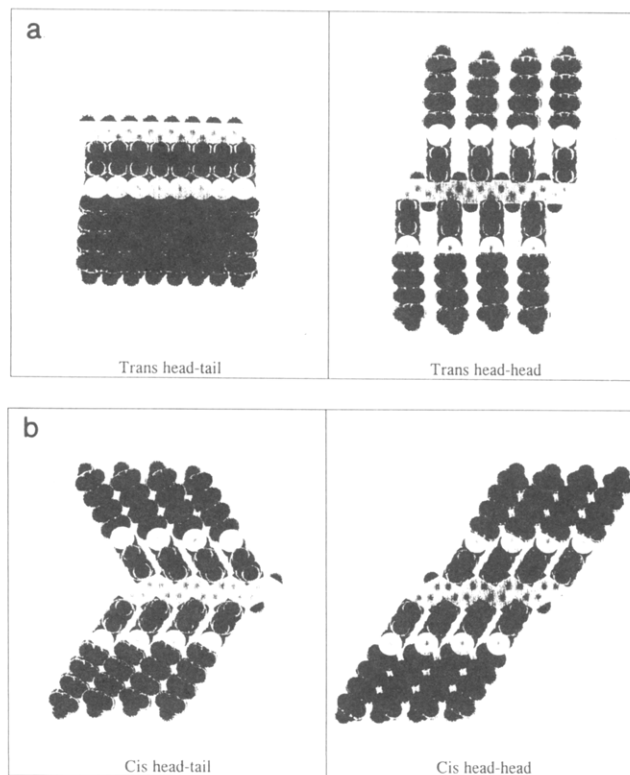 a
Trans head-tail
Trans head-head
b
Cis head-tail
Cis head-head